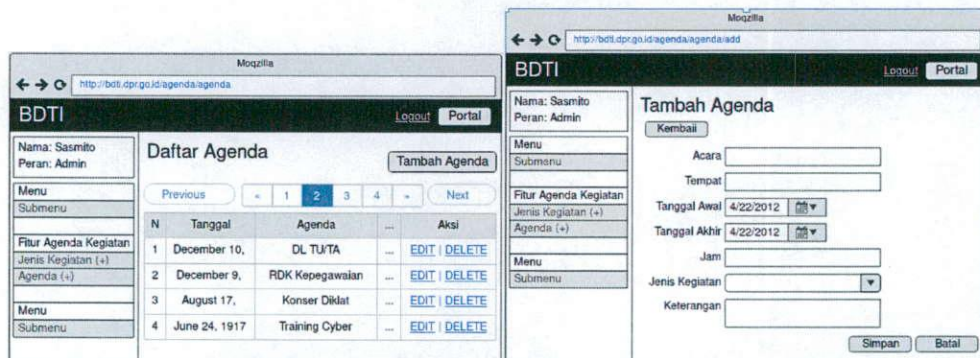 Moqzilla
http://bdti.dpr.go.id/agenda/agenda
BDTI
Logout Portal
Nama: Sasmito
Peran: Admin
Menu
Submenu
Fitur Agenda Kegiatan
Jenis Kegiatan (+)
Agenda (+)
Menu
Submenu
Daftar Agenda
Tambah Agenda
Previous « 1 2 3 4 » Next
N Tanggal Agenda ... Aksi
1 December 10, DL TU/TA ... EDIT | DELETE
2 December 9, RDK Kepegawaian ... EDIT | DELETE
3 August 17, Konser Diklat ... EDIT | DELETE
4 June 24, 1917 Training Cyber ... EDIT | DELETE
Moqzilla
http://bdti.dpr.go.id/agenda/agenda/add
BDTI
Logout Portal
Nama: Sasmito
Peran: Admin
Menu
Submenu
Fitur Agenda Kegiatan
Jenis Kegiatan (+)
Agenda (+)
Menu
Submenu
Tambah Agenda
Kembali
Acara
Tempat
Tanggal Awal 4/22/2012
Tanggal Akhir 4/22/2012
Jam
Jenis Kegiatan
Keterangan
Simpan Batal